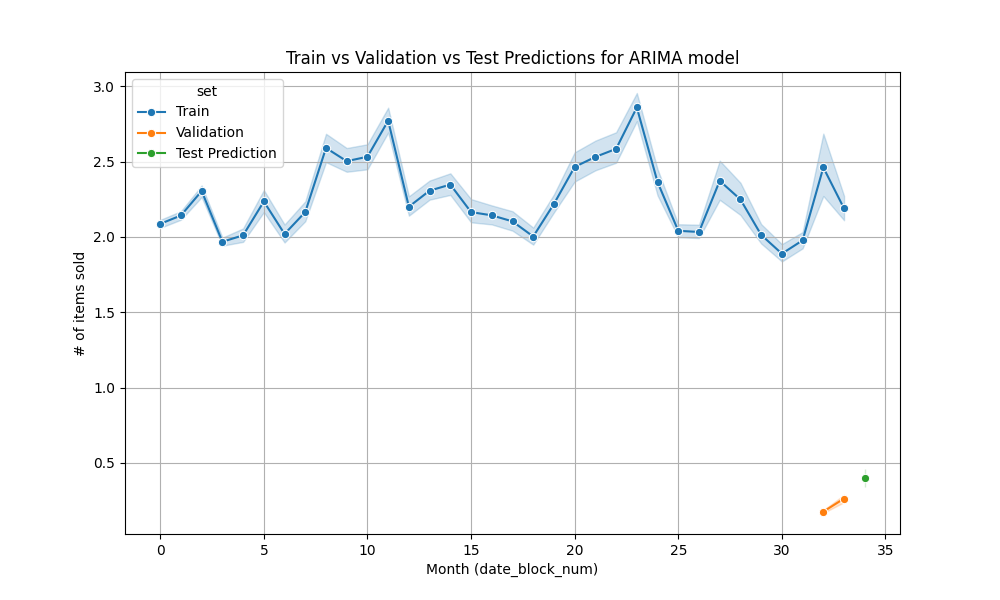 Train vs Validation vs Test Predictions for ARIMA model
set
Train
Validation
Test Prediction
# of items sold
3.0
2.5
2.0
1.5
1.0
0.5
0 5 10 15 20 25 30 35
Month (date_block_num)